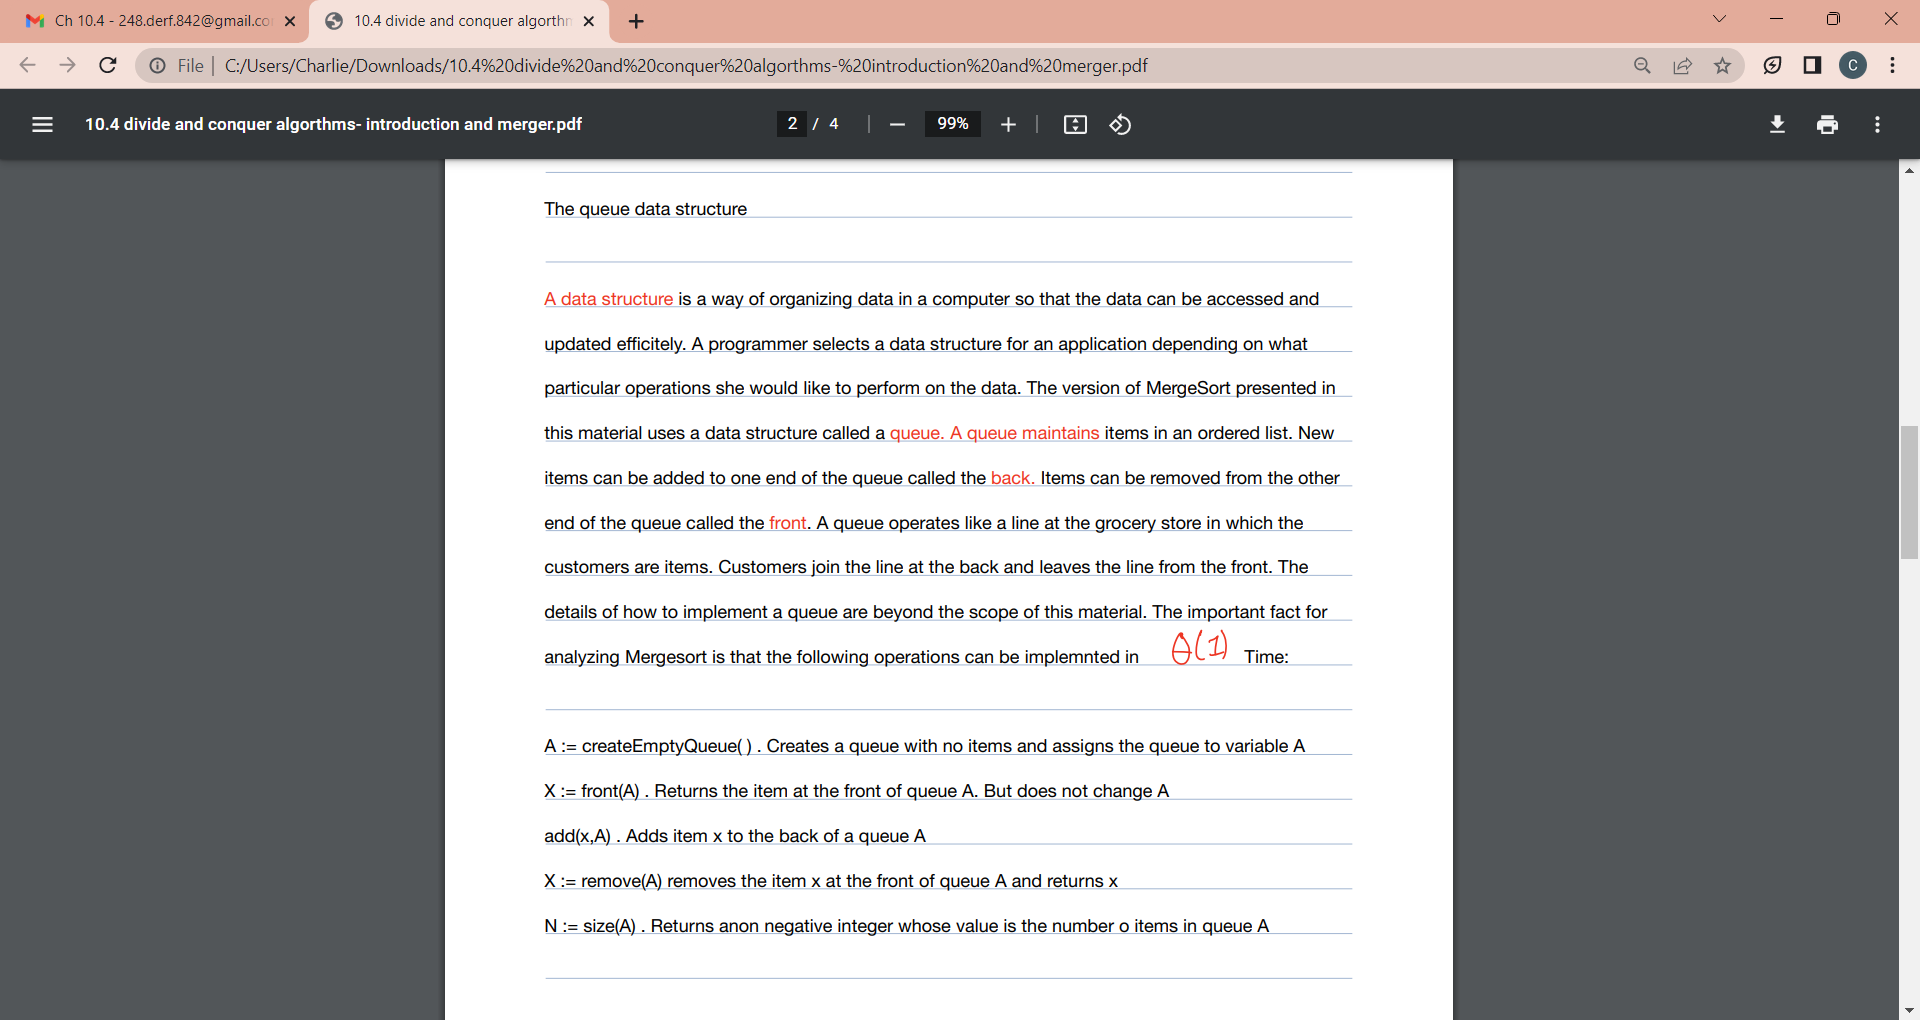 Ch 10.4 - 248.derf.842@gmail.co
10.4 divide and conquer algorthm
File
C:/Users/Charlie/Downloads/10.4%20divide%20and%20conquer%20algorthms-%20introduction%20and%20merger.pdf
C
10.4 divide and conquer algorthms- introduction and merger.pdf
2 / 4
99%
The queue data structure
A data structure is a way of organizing data in a computer so that the data can be accessed and
updated efficitely. A programmer selects a data structure for an application depending on what
particular operations she would like to perform on the data. The version of MergeSort presented in
this material uses a data structure called a queue. A queue maintains items in an ordered list. New
items can be added to one end of the queue called the back. Items can be removed from the other
end of the queue called the front. A queue operates like a line at the grocery store in which the
customers are items. Customers join the line at the back and leaves the line from the front. The
details of how to implement a queue are beyond the scope of this material. The important fact for
analyzing Mergesort is that the following operations can be implemnted in θ(1) Time:
A := createEmptyQueue( ) . Creates a queue with no items and assigns the queue to variable A
X := front(A) . Returns the item at the front of queue A. But does not change A
add(x,A) . Adds item x to the back of a queue A
X := remove(A) removes the item x at the front of queue A and returns x
N := size(A) . Returns anon negative integer whose value is the number o items in queue A